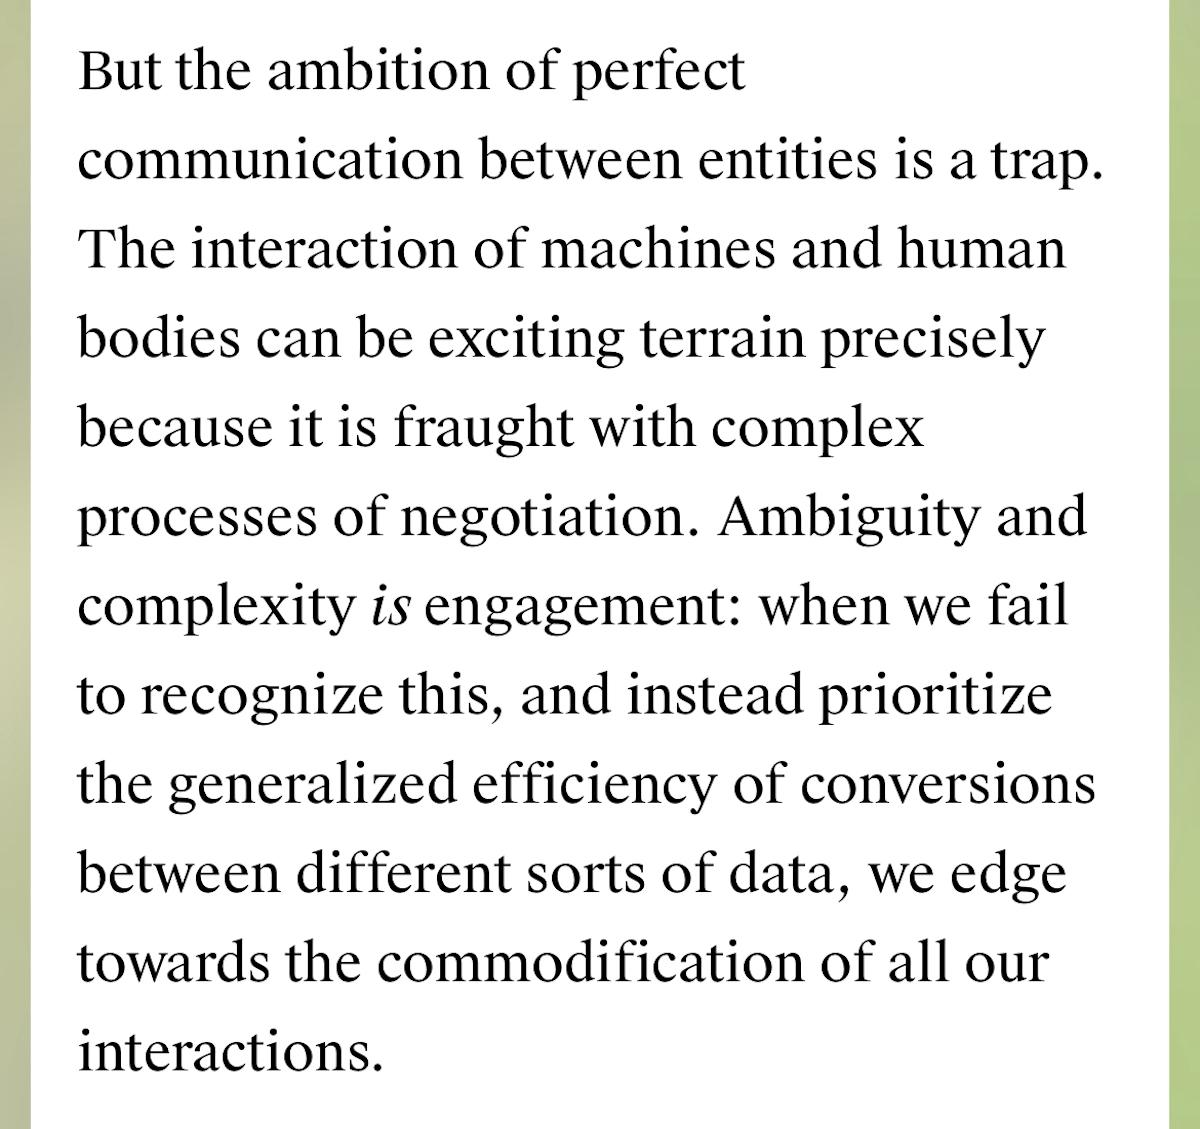 But the ambition of perfect
communication between entities is a trap.
The interaction of machines and human
bodies can be exciting terrain precisely
because it is fraught with complex
processes of negotiation. Ambiguity and
complexity is engagement: when we fail
to recognize this, and instead prioritize
the generalized efficiency of conversions
between different sorts of data, we edge
towards the commodification of all our
interactions.